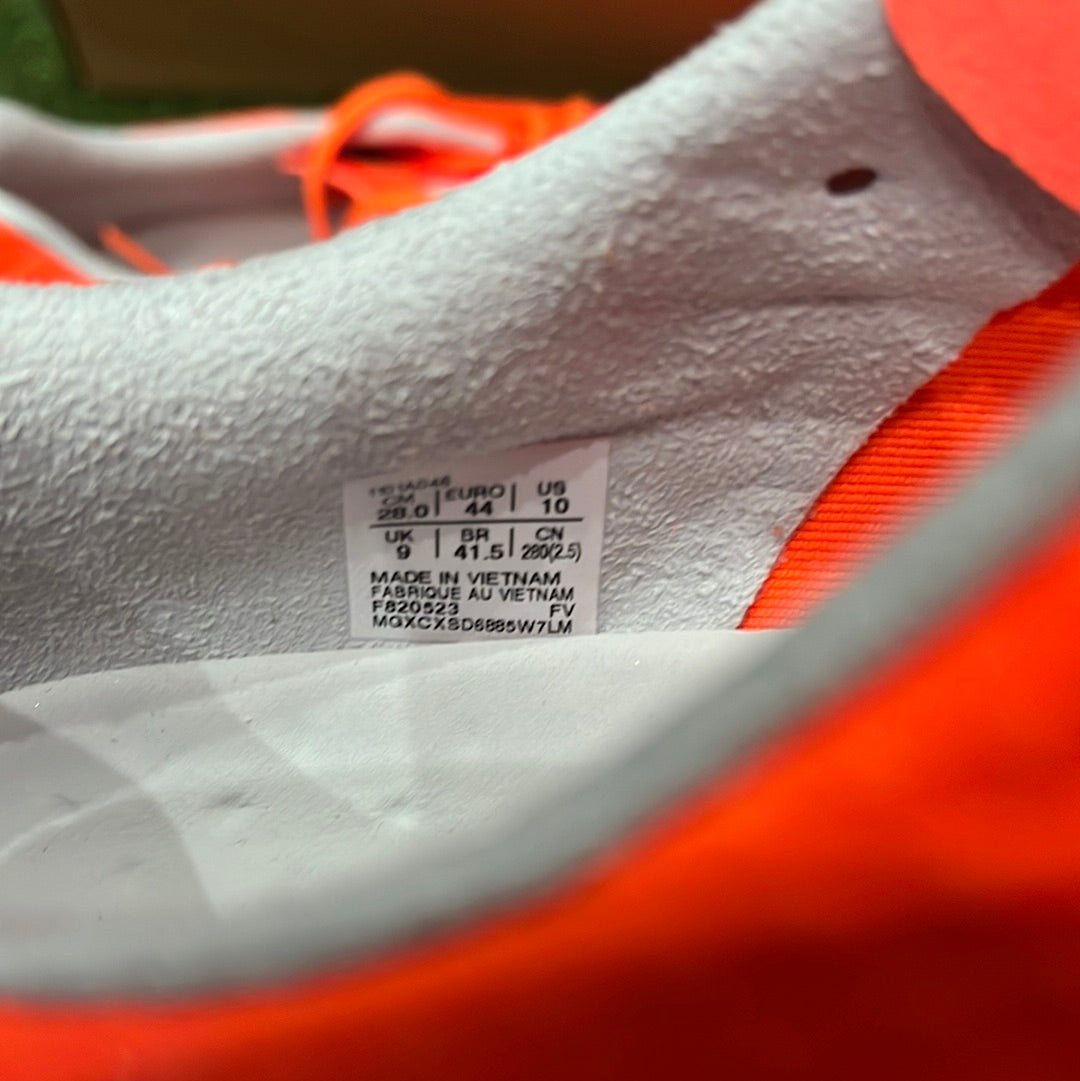 CM | EURO | US
28.0 | 44 | 10
UK | BR | CN
9 | 41.5 | 280(2.5)
MADE IN VIETNAM
FABRIQUE AU VIETNAM
F820523 FV
MGXCXSD6885W7LM